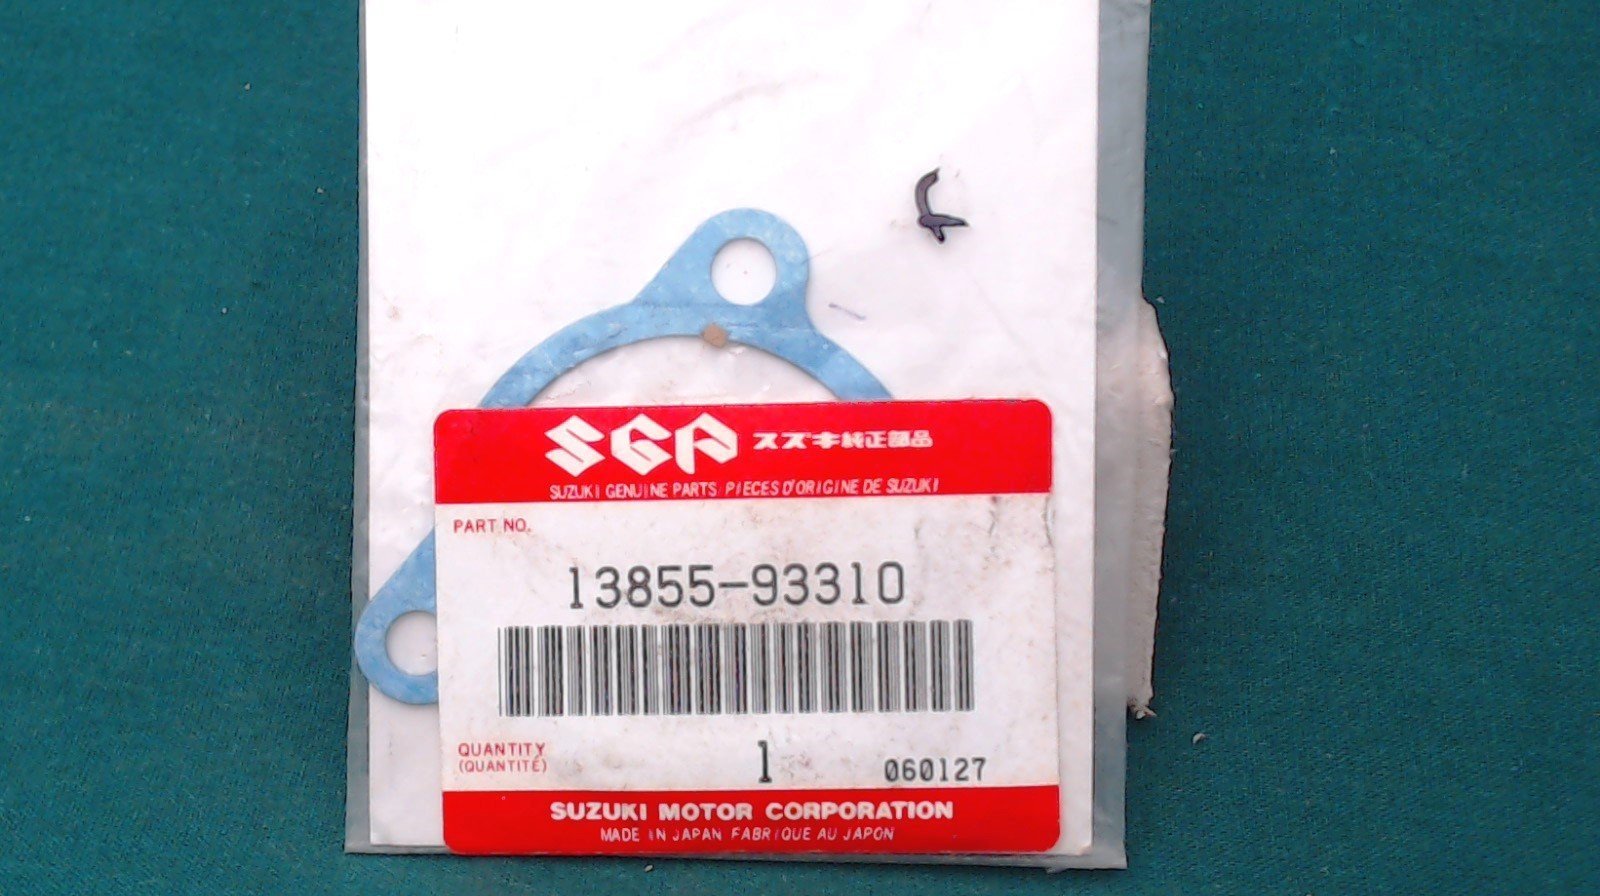 SGP スズキ純正部品
SUZUKI GENUINE PARTS/PIECES D'ORIGINE DE SUZUKI
PART NO.
13855-93310
QUANTITY
(QUANTITÉ)
1
060127
SUZUKI MOTOR CORPORATION
MADE IN JAPAN FABRIQUE AU JAPON